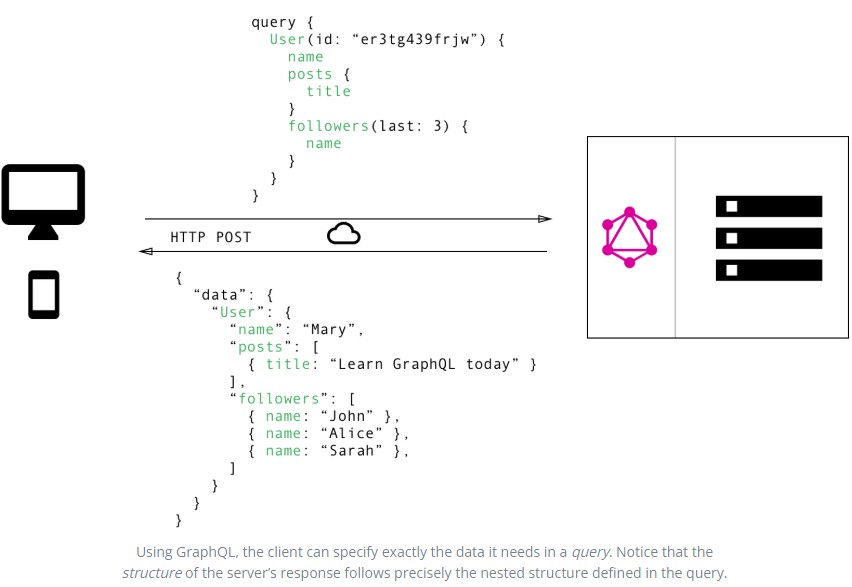 query {
User(id: “er3tg439frjw”) {
name
posts {
title
}
followers(last: 3) {
name
}
}
}
HTTP POST
{
“data”: {
“User”: {
“name”: “Mary”,
“posts”: [
{ title: “Learn GraphQL today” }
],
“followers”: [
{ name: “John” },
{ name: “Alice” },
{ name: “Sarah” },
]
}
}
}
Using GraphQL, the client can specify exactly the data it needs in a query. Notice that the
structure of the server’s response follows precisely the nested structure defined in the query.